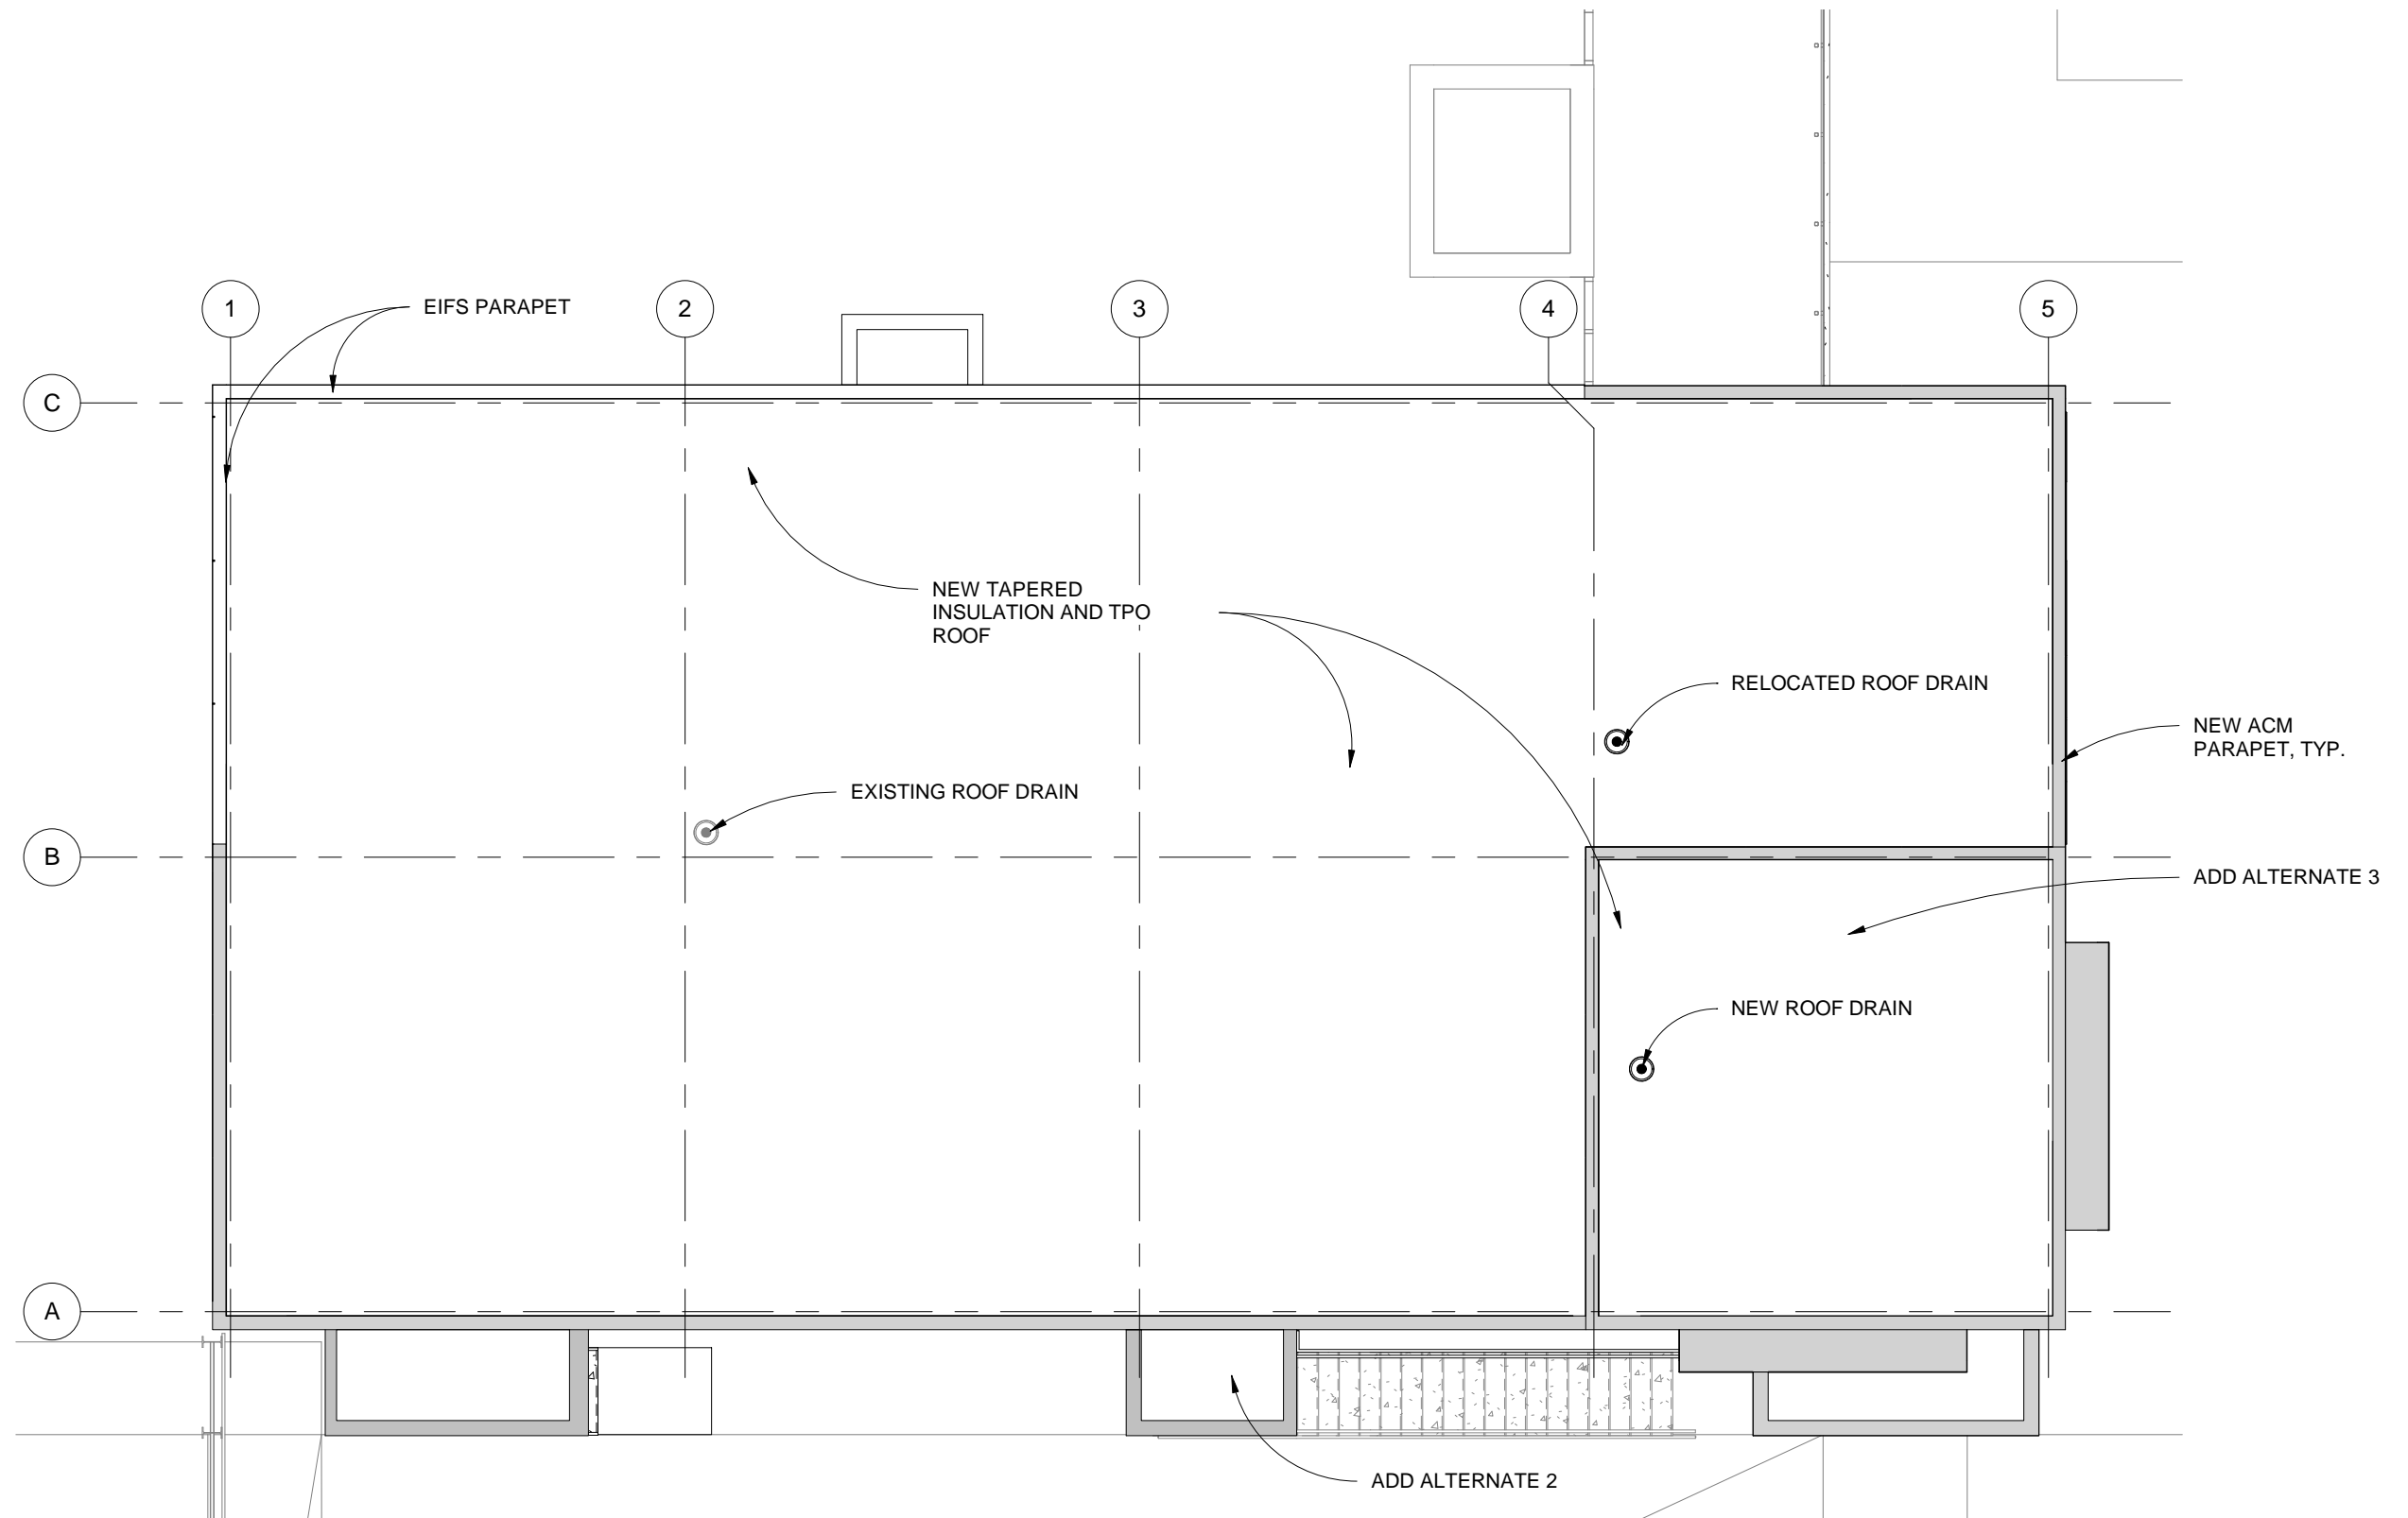 1
EIFS PARAPET
2
3
4
5
C
NEW TAPERED
INSULATION AND TPO
ROOF
RELOCATED ROOF DRAIN
NEW ACM
PARAPET, TYP.
EXISTING ROOF DRAIN
B
ADD ALTERNATE 3
NEW ROOF DRAIN
A
ADD ALTERNATE 2